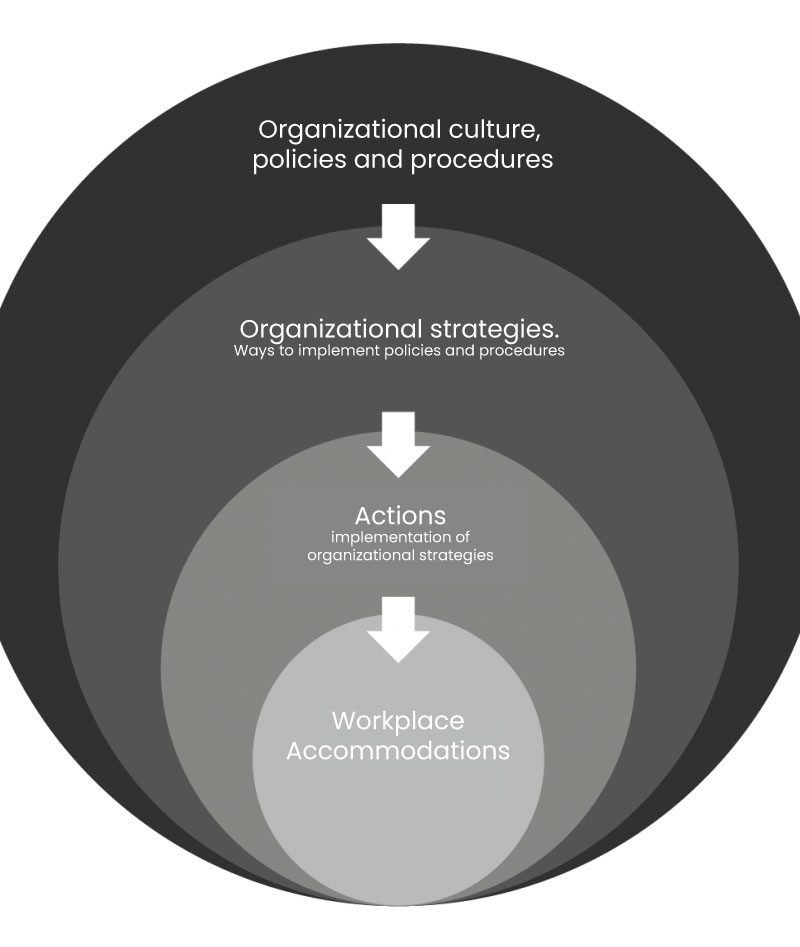 Organizational culture,
policies and procedures
Organizational strategies.
Ways to implement policies and procedures
Actions
implementation of
organizational strategies
Workplace
Accommodations